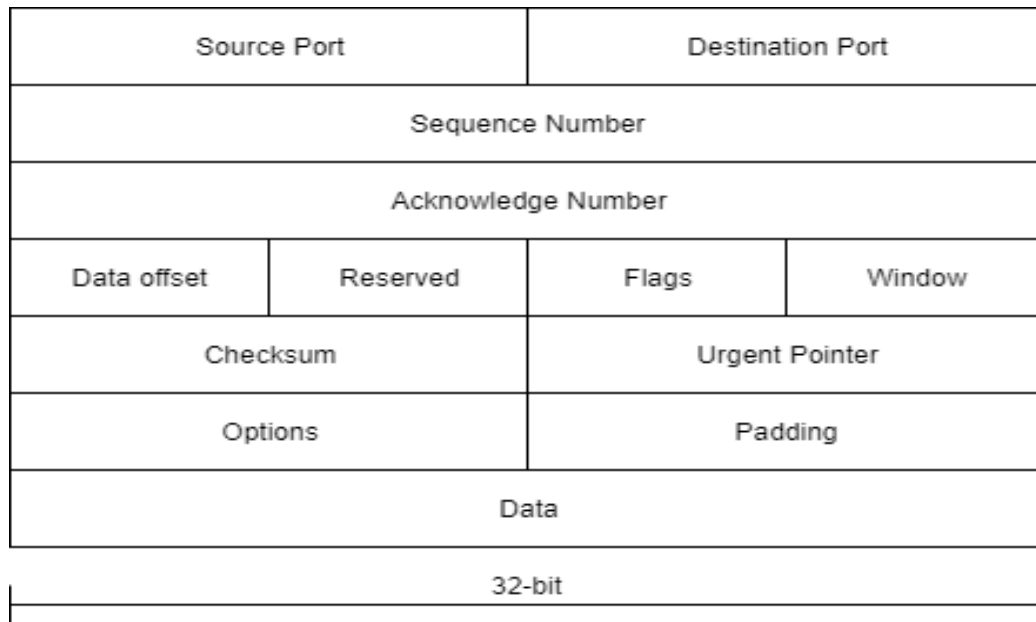 Source Port Destination Port
Sequence Number
Acknowledge Number
Data offset Reserved Flags Window
Checksum Urgent Pointer
Options Padding
Data
32-bit